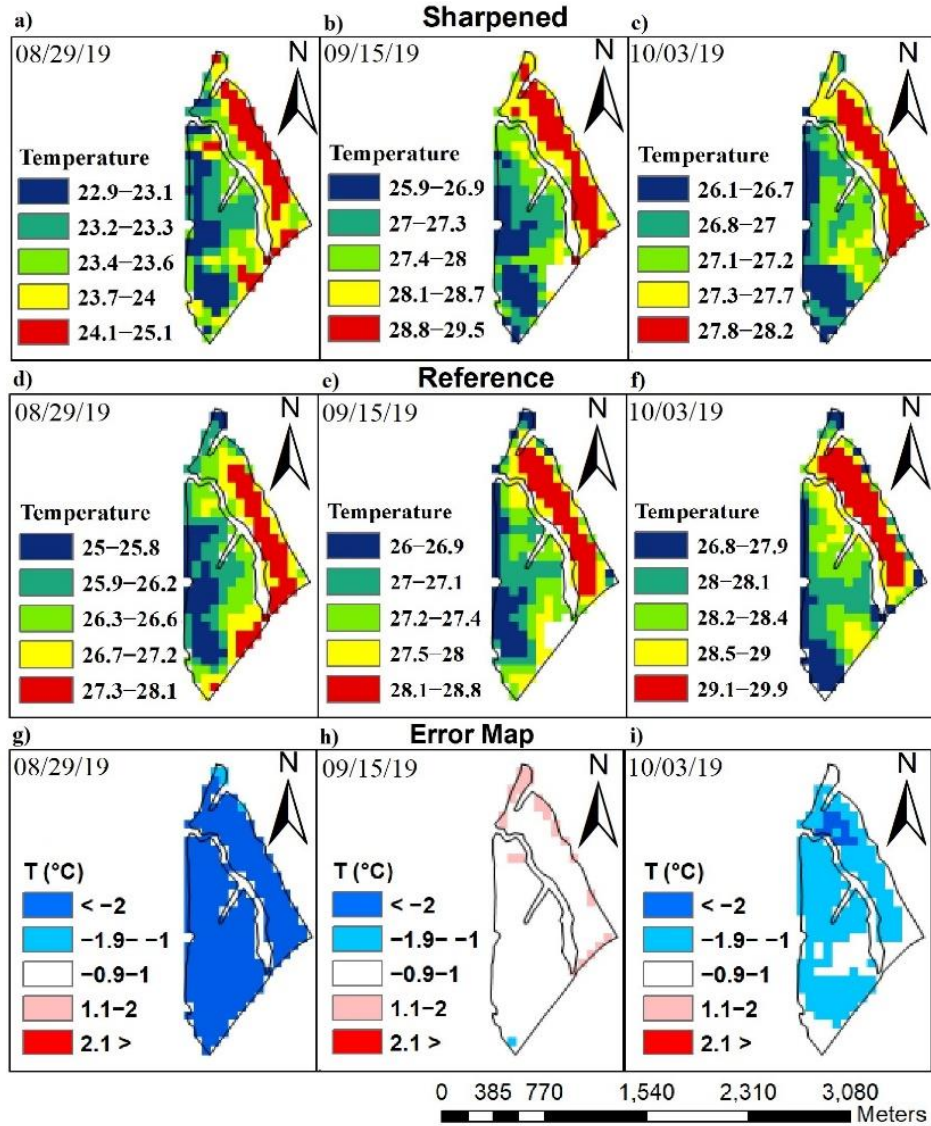 a) b) Sharpened c)
08/29/19 N 09/15/19 N 10/03/19 N
Temperature Temperature Temperature
22.9–23.1 25.9–26.9 26.1–26.7
23.2–23.3 27–27.3 26.8–27
23.4–23.6 27.4–28 27.1–27.2
23.7–24 28.1–28.7 27.3–27.7
24.1–25.1 28.8–29.5 27.8–28.2
d) e) Reference f)
08/29/19 N 09/15/19 N 10/03/19 N
Temperature Temperature Temperature
25–25.8 26–26.9 26.8–27.9
25.9–26.2 27–27.1 28–28.1
26.3–26.6 27.2–27.4 28.2–28.4
26.7–27.2 27.5–28 28.5–29
27.3–28.1 28.1–28.8 29.1–29.9
g) h) Error Map i)
08/29/19 N 09/15/19 N 10/03/19 N
T (°C) T (°C) T (°C)
< −2 < −2 < −2
−1.9− −1 −1.9− −1 −1.9− −1
−0.9−1 −0.9−1 −0.9−1
1.1−2 1.1−2 1.1−2
2.1 > 2.1 > 2.1 >
0 385 770 1,540 2,310 3,080
Meters